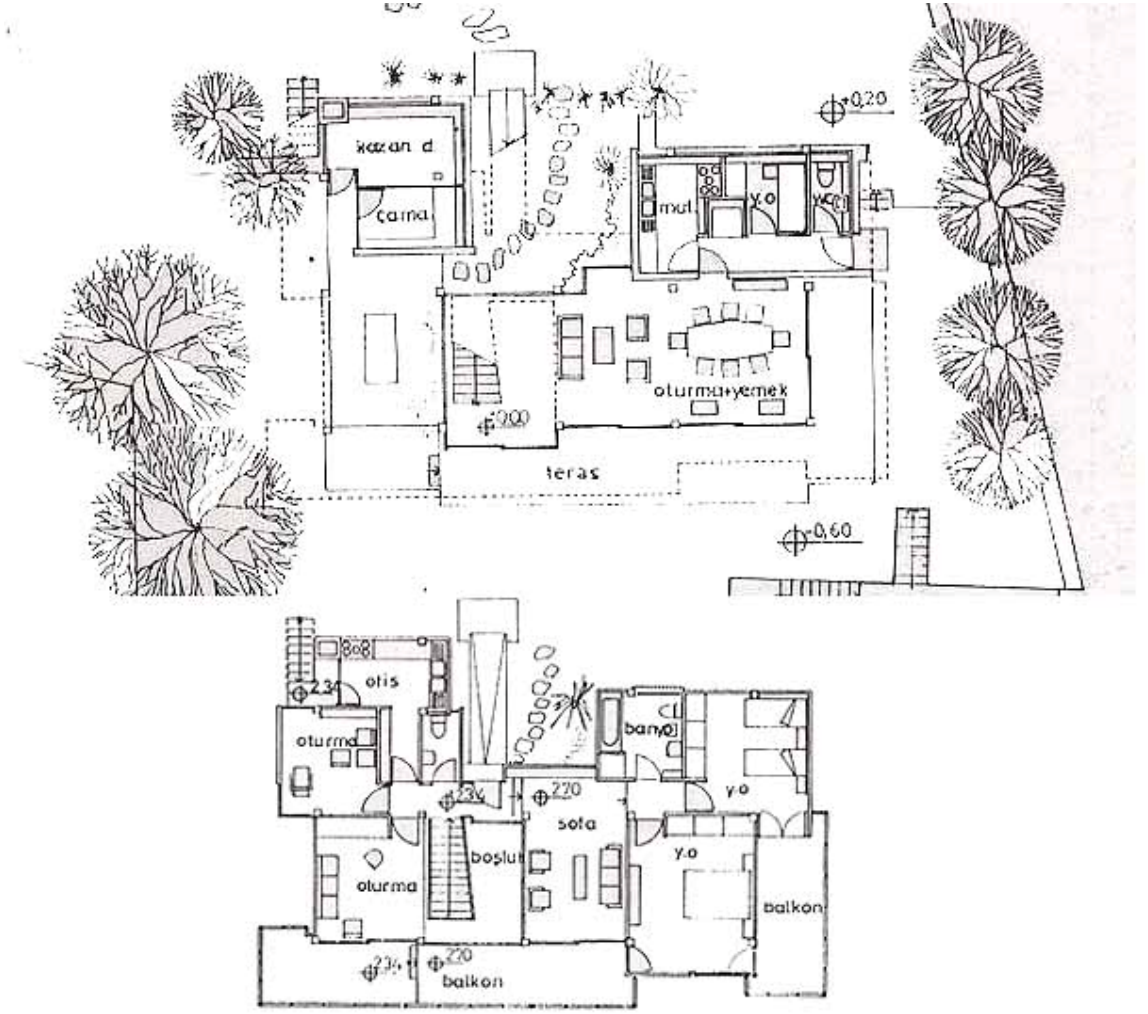 +0,20
kazan d.
çama.
mut.
y.o
w.c
oturma+yemek
+0,00
teras
-0,60
2.34
ofis
oturma
banyo
2.34
2.20
y.o
sofa
boşluk
y.o
oturma
balkon
2.34
2.20
balkon